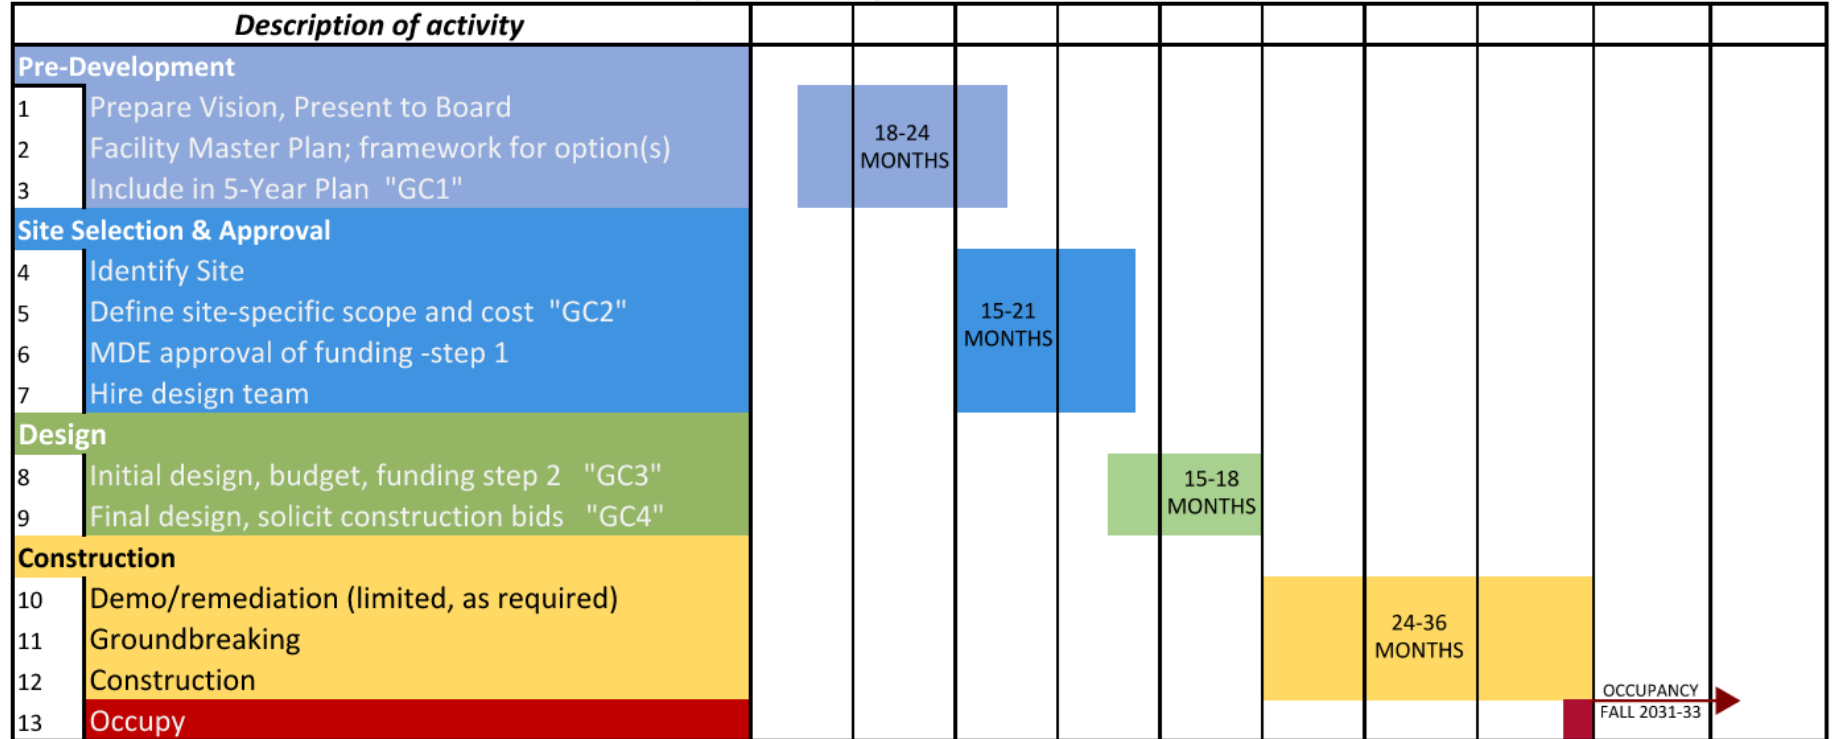 Description of activity
Pre-Development
1 Prepare Vision, Present to Board
2 Facility Master Plan; framework for option(s)
3 Include in 5-Year Plan "GC1"
18-24
MONTHS
Site Selection & Approval
4 Identify Site
5 Define site-specific scope and cost "GC2"
6 MDE approval of funding -step 1
7 Hire design team
15-21
MONTHS
Design
8 Initial design, budget, funding step 2 "GC3"
9 Final design, solicit construction bids "GC4"
15-18
MONTHS
Construction
10 Demo/remediation (limited, as required)
11 Groundbreaking
12 Construction
24-36
MONTHS
13 Occupy
OCCUPANCY
FALL 2031-33